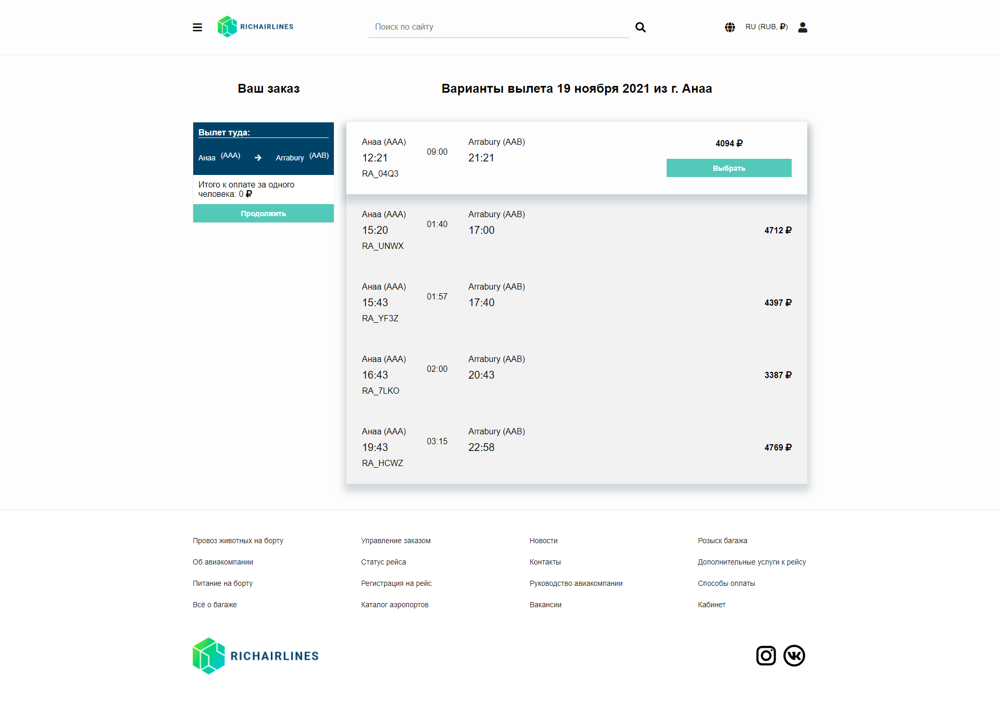 RICHAIRLINES
Поиск по сайту
RU (RUB, ₽)
Ваш заказ
Варианты вылета 19 ноября 2021 из г. Анаа
Вылет туда:
Анаа (AAA) Arrabury (AAB)
Итого к оплате за одного
человека: 0 ₽
Продолжить
Анаа (AAA) 09:00 Arrabury (AAB)
12:21 21:21
RA_04Q3
4094 ₽
Выбрать
Анаа (AAA) 01:40 Arrabury (AAB)
15:20 17:00 4712 ₽
RA_UNWX
Анаа (AAA) 01:57 Arrabury (AAB)
15:43 17:40 4397 ₽
RA_YF3Z
Анаа (AAA) 02:00 Arrabury (AAB)
16:43 20:43 3387 ₽
RA_7LKO
Анаа (AAA) 03:15 Arrabury (AAB)
19:43 22:58 4769 ₽
RA_HCWZ
Провоз животных на борту Управление заказом Новости Розыск багажа
Об авиакомпании Статус рейса Контакты Дополнительные услуги к рейсу
Питание на борту Регистрация на рейс Руководство авиакомпании Способы оплаты
Всё о багаже Каталог аэропортов Вакансии Кабинет
RICHAIRLINES